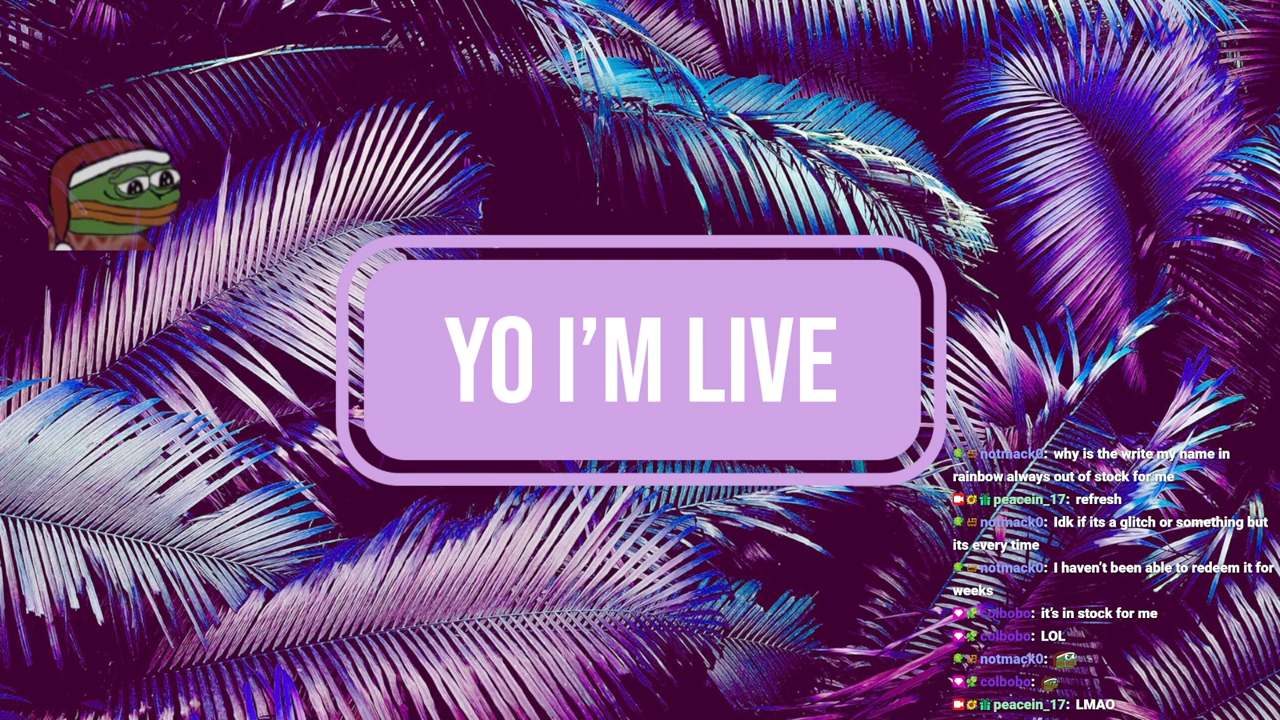 YO I’M LIVE
notmack0: why is the write my name in
rainbow always out of stock for me
peacein_17: refresh
notmack0: Idk if its a glitch or something but
its every time
notmack0: I haven’t been able to redeem it for
weeks
colbobo: it’s in stock for me
colbobo: LOL
notmack0:
colbobo:
peacein_17: LMAO